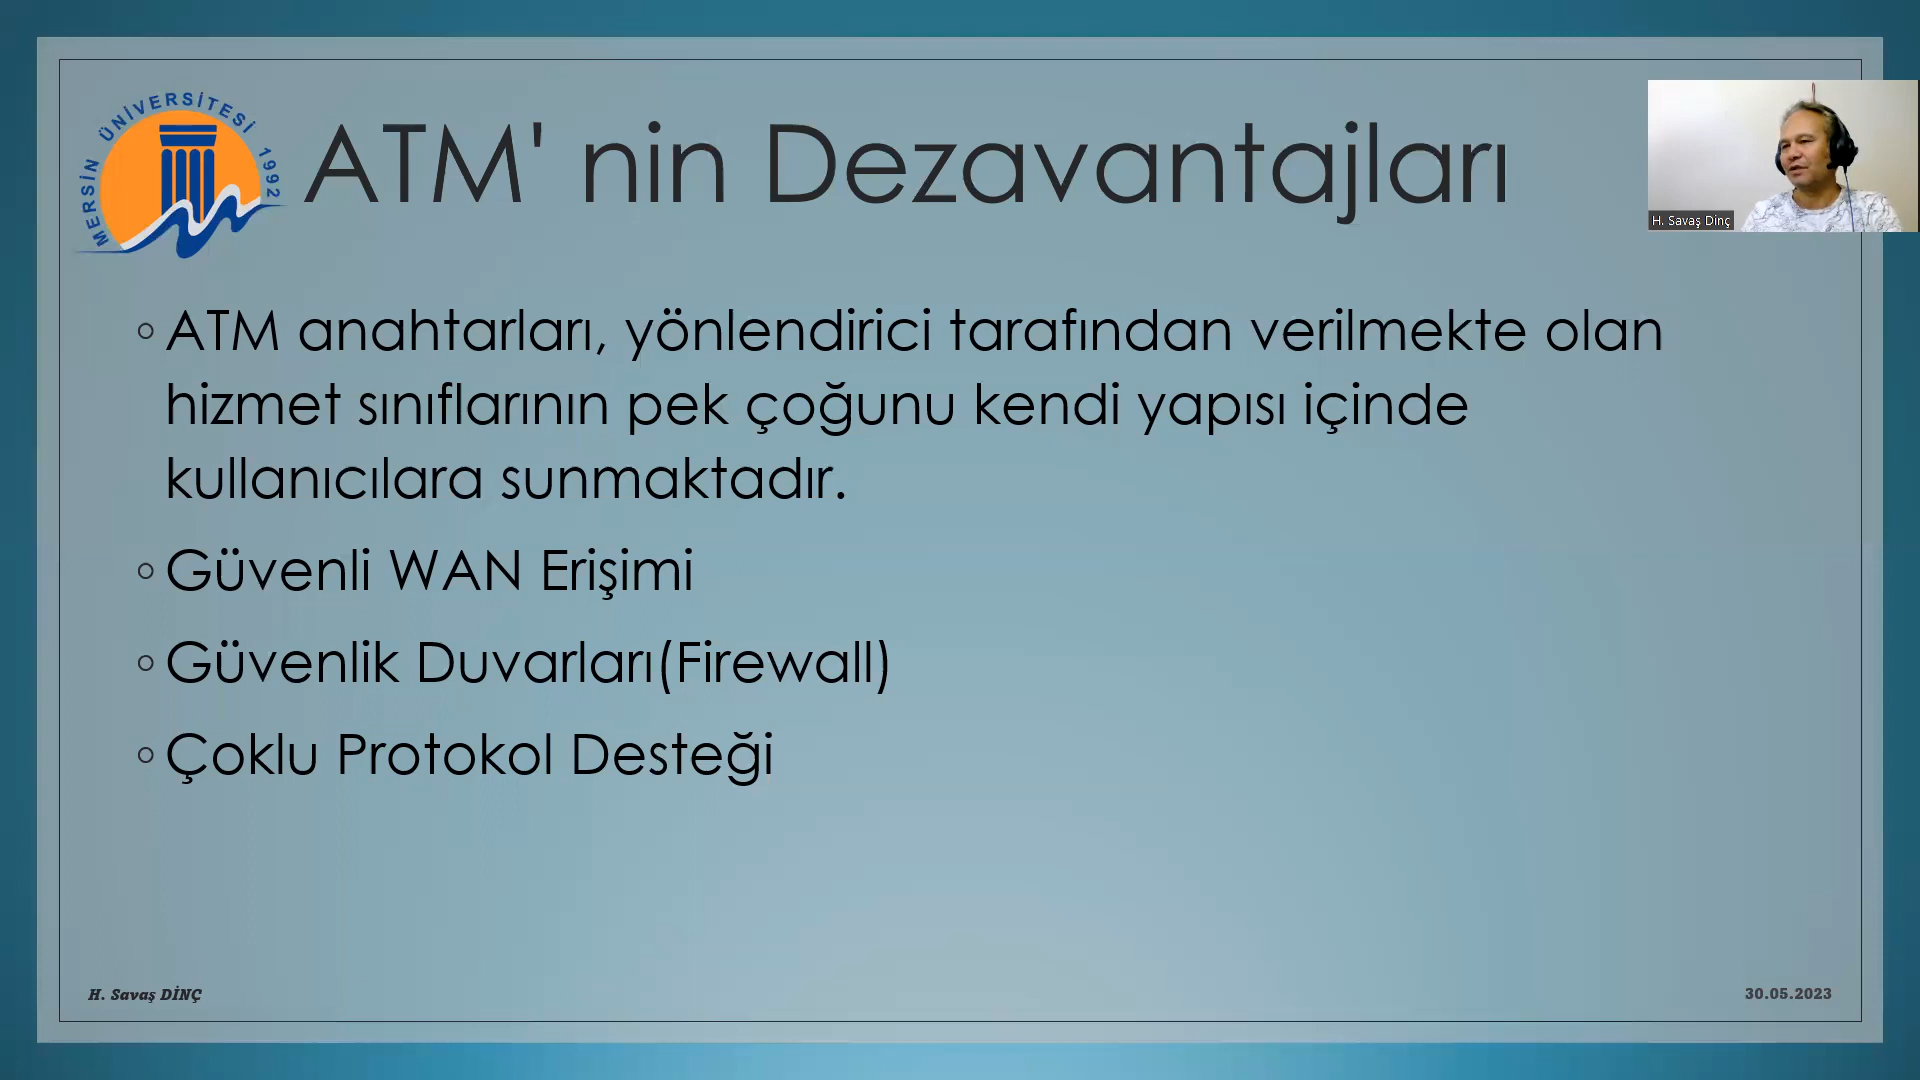 MERSİN ÜNİVERSİTESİ 1992
ATM' nin Dezavantajları
H. Savaş Dinç
◦ ATM anahtarları, yönlendirici tarafından verilmekte olan
hizmet sınıflarının pek çoğunu kendi yapısı içinde
kullanıcılara sunmaktadır.
◦ Güvenli WAN Erişimi
◦ Güvenlik Duvarları(Firewall)
◦ Çoklu Protokol Desteği
H. Savaş DİNÇ
30.05.2023